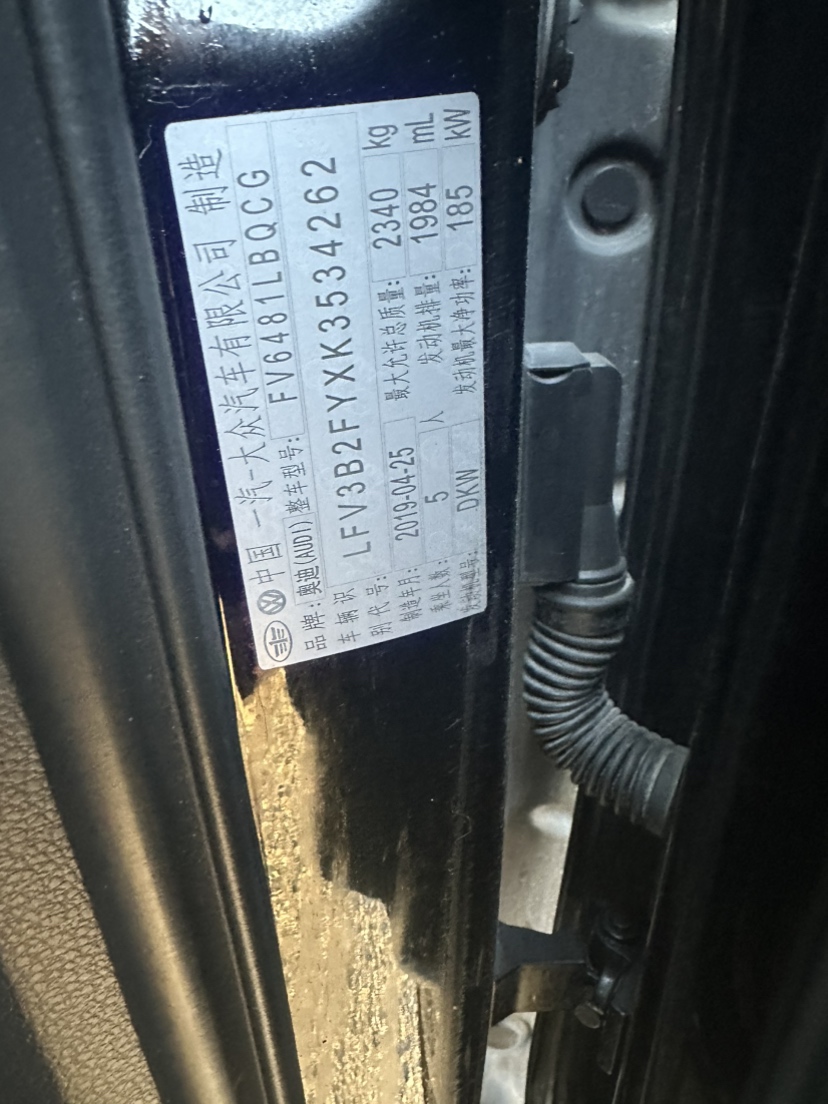 中国 一汽-大众汽车有限公司 制造
品牌:奥迪(AUDI) 整车型号: FV6481LBQCG
车辆识别代号: LFV3B2FYXK3534262
制造年月: 2019-04-25 最大允许总质量: 2340 kg
乘坐人数: 5 人 发动机排量: 1984 mL
发动机型号: DKW 发动机最大净功率: 185 kW